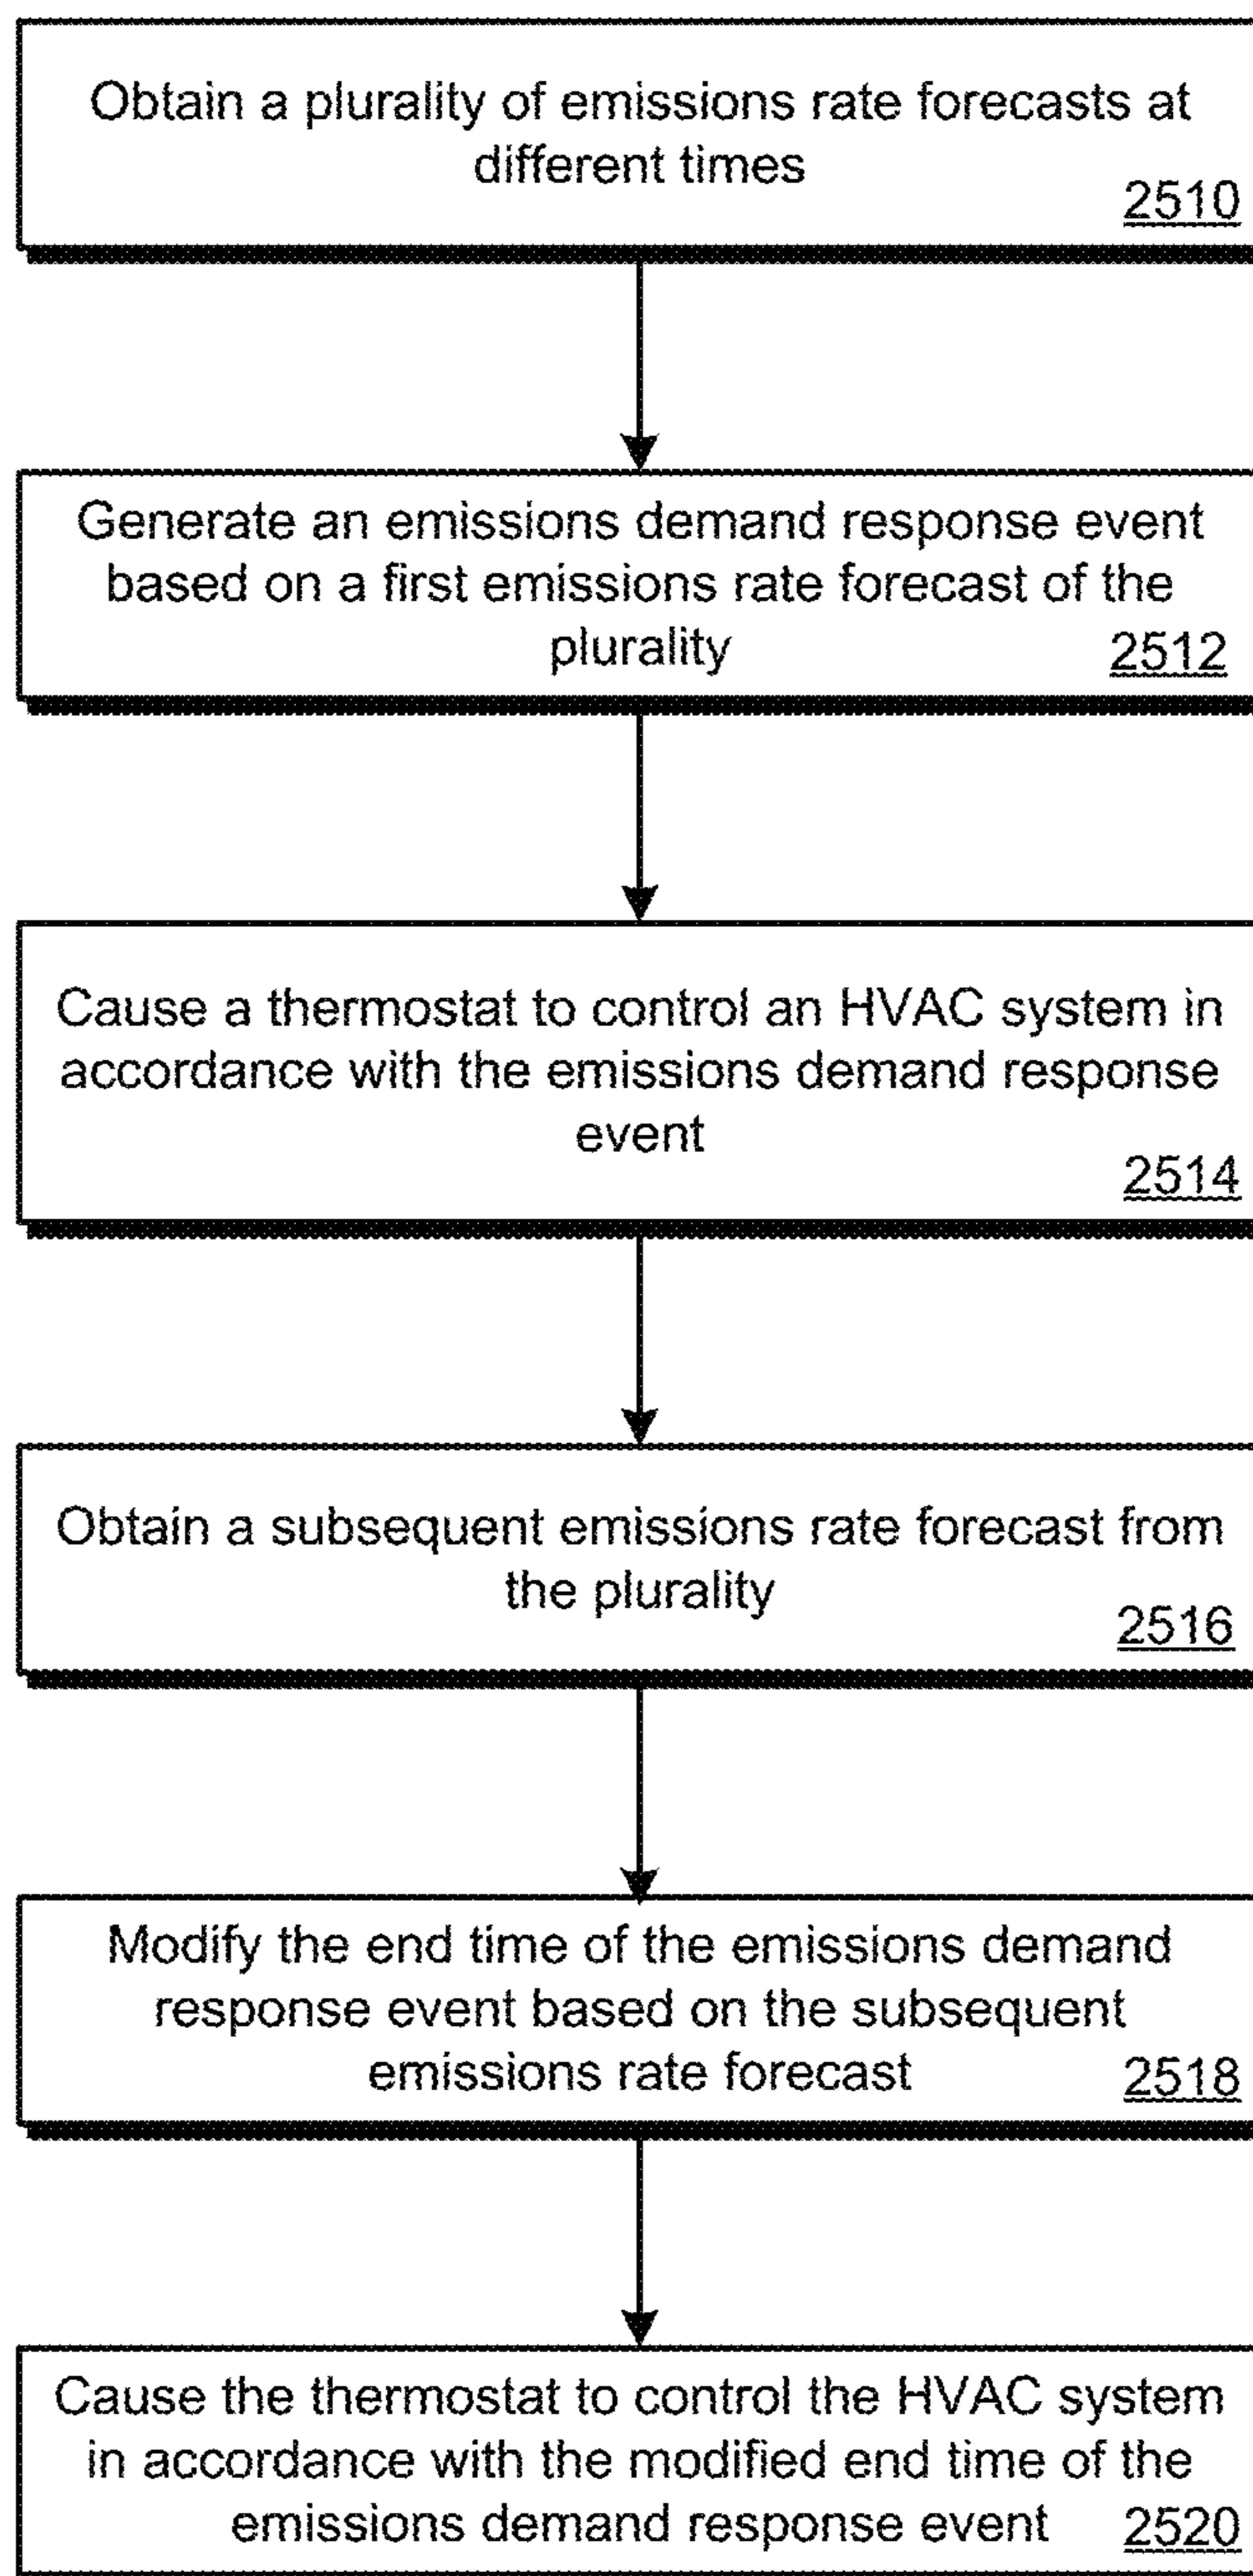 Obtain a plurality of emissions rate forecasts at
different times
2510
Generate an emissions demand response event
based on a first emissions rate forecast of the
plurality
2512
Cause a thermostat to control an HVAC system in
accordance with the emissions demand response
event
2514
Obtain a subsequent emissions rate forecast from
the plurality
2516
Modify the end time of the emissions demand
response event based on the subsequent
emissions rate forecast
2518
Cause the thermostat to control the HVAC system
in accordance with the modified end time of the
emissions demand response event
2520